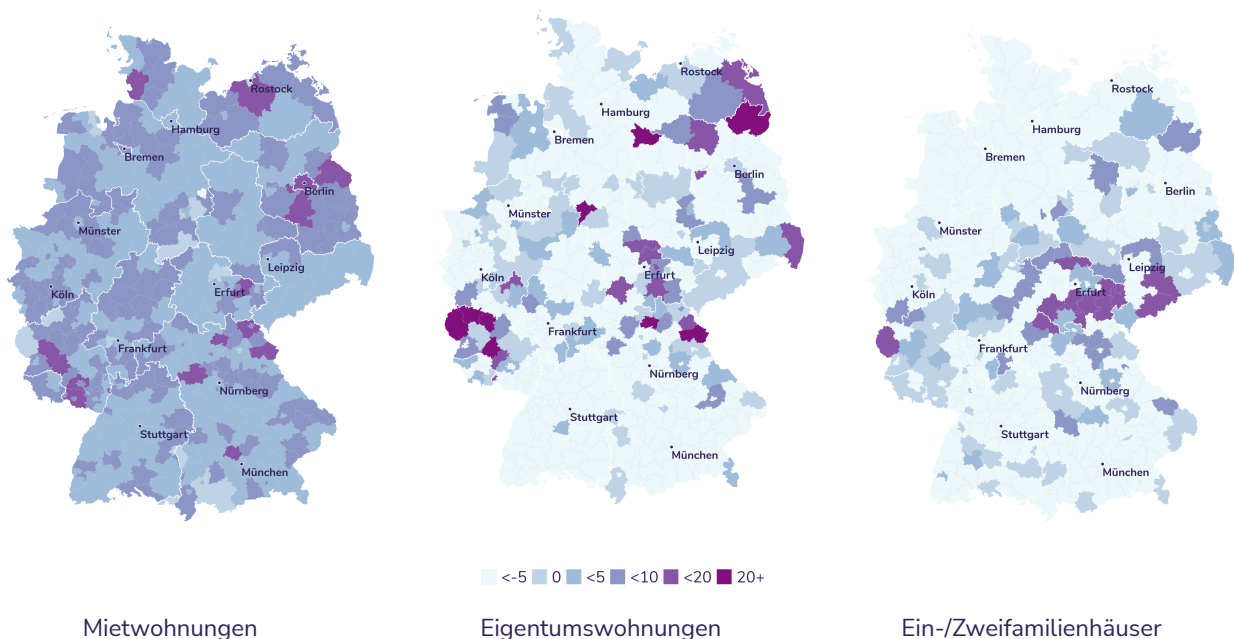 Rostock
Hamburg
Bremen
Berlin
Münster
Leipzig
Köln
Erfurt
Frankfurt
Nürnberg
Stuttgart
München
Rostock
Hamburg
Bremen
Berlin
Münster
Leipzig
Köln
Erfurt
Frankfurt
Nürnberg
Stuttgart
München
Rostock
Hamburg
Bremen
Berlin
Münster
Leipzig
Köln
Erfurt
Frankfurt
Nürnberg
Stuttgart
München
<-5 0 <5 <10 <20 20+
Mietwohnungen
Eigentumswohnungen
Ein-/Zweifamilienhäuser